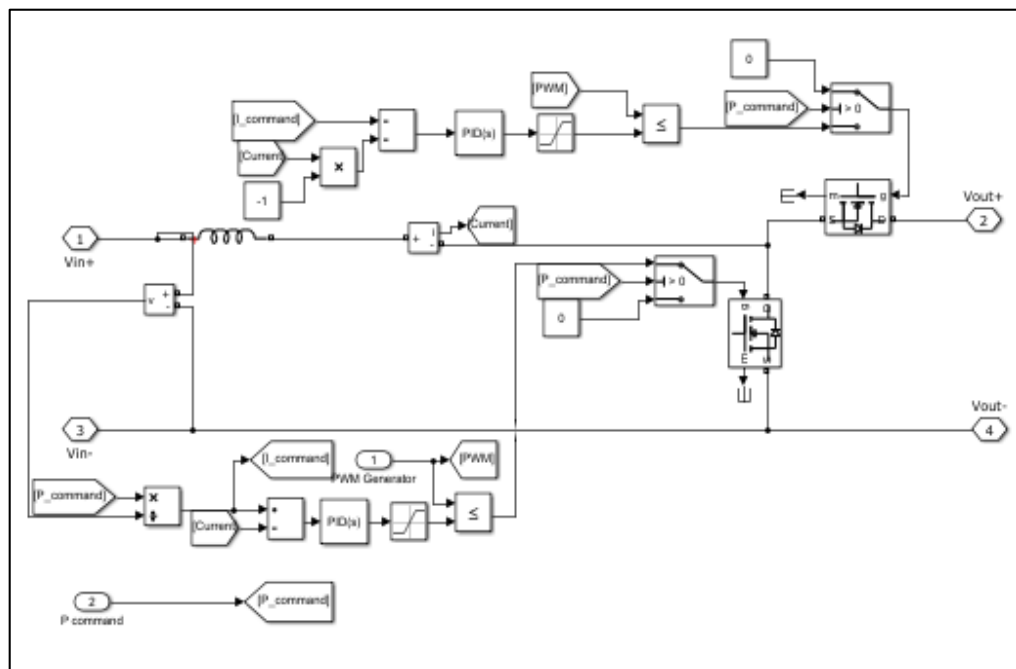 0
[PWM]
[P_command]
> 0
[I_command]
PID(s)
≤
[Current]
×
-1
m
g
S
D
Vout+
2
1
Vin+
+
I
-
[Current]
[P_command]
> 0
0
v
+
-
g
D
m
S
3
Vin-
Vout-
4
[I_command]
1
PWM Generator
[PWM]
[P_command]
×
÷
[Current]
+
-
PID(s)
≤
2
P command
[P_command]